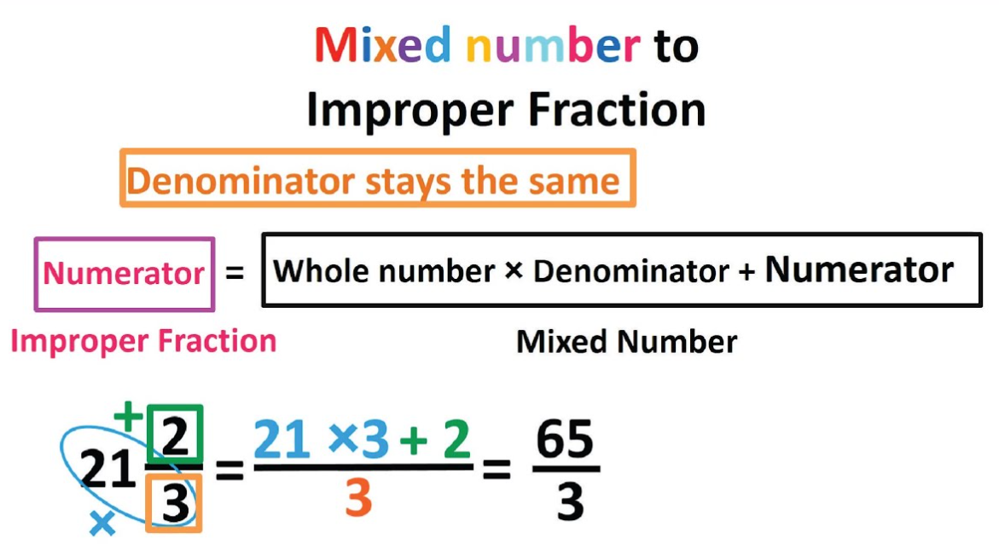 Mixed number to
Improper Fraction
Denominator stays the same
Numerator = Whole number × Denominator + Numerator
Improper Fraction Mixed Number
+ 2 21 ×3 + 2 65
21 = =
× 3 3 3